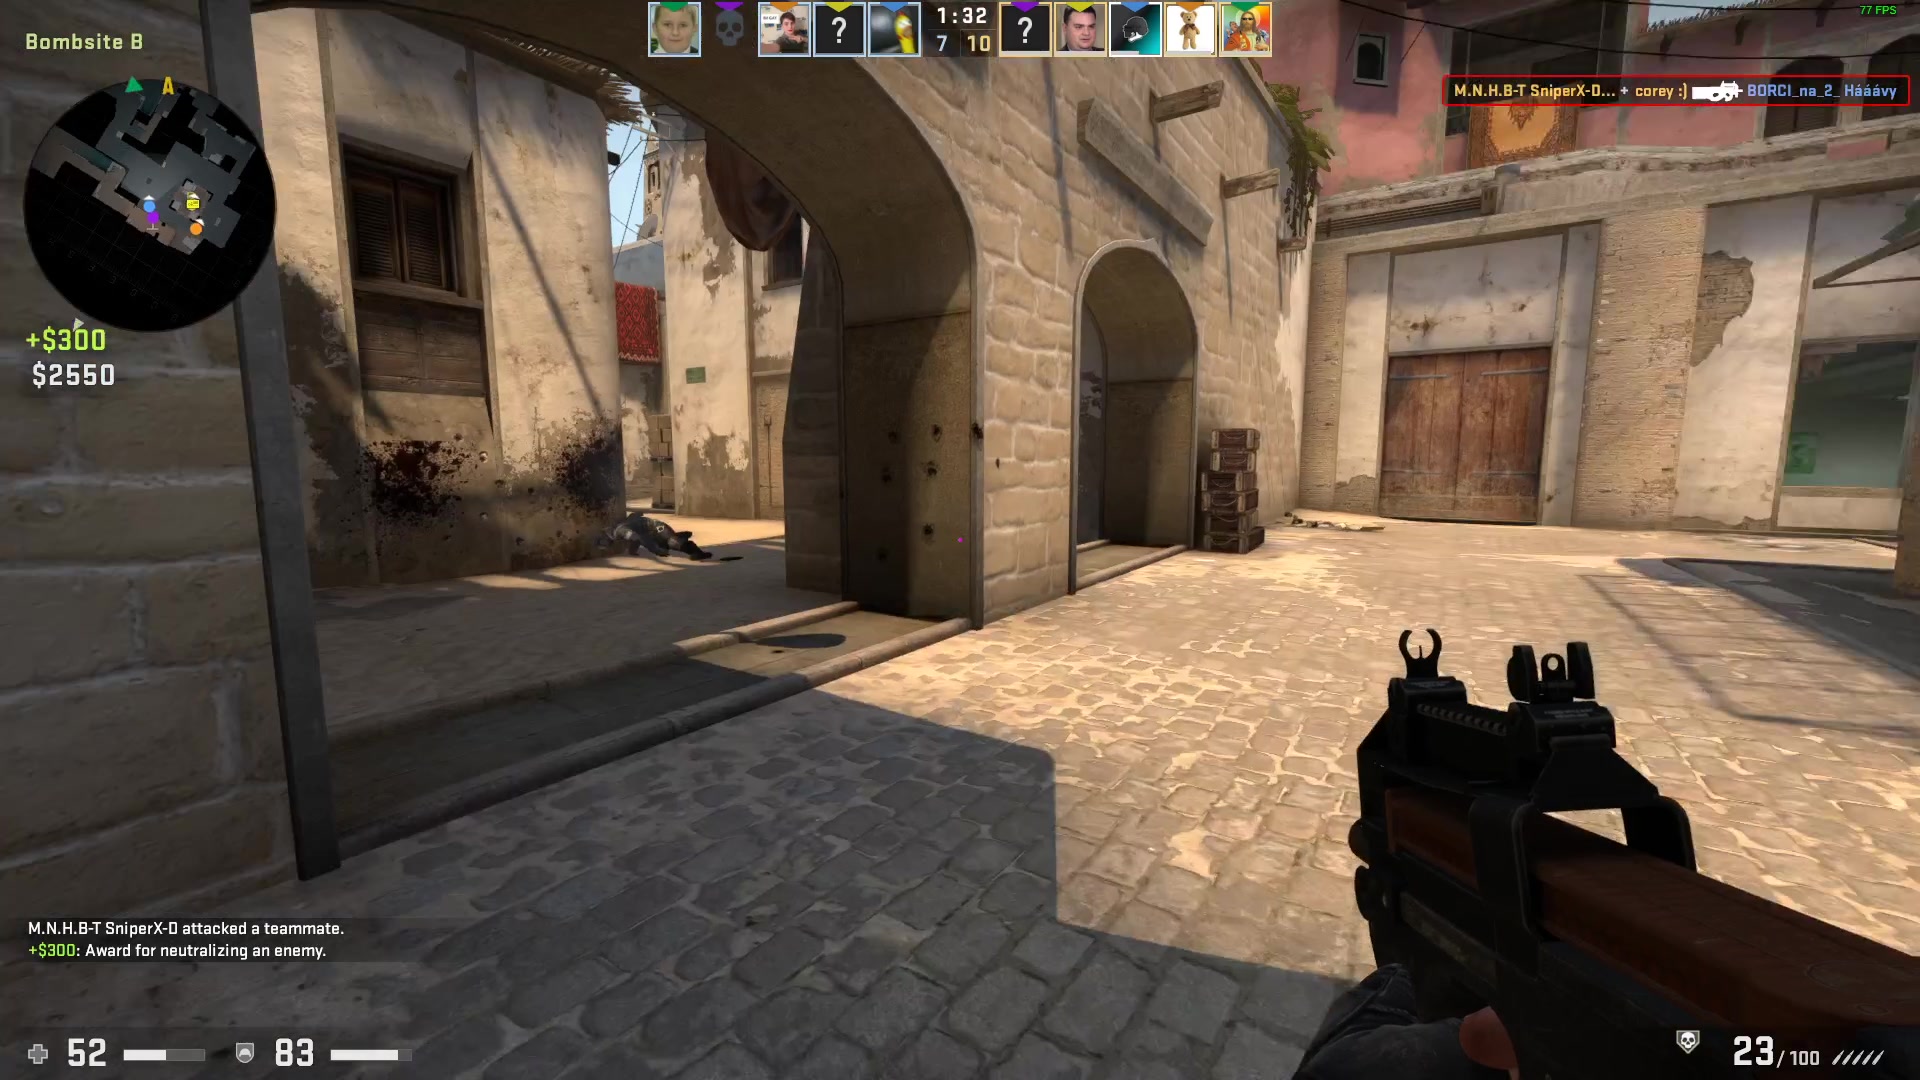 77 FPS
Bombsite B
A
? ? 1:32 ?
7 10
M.N.H.B-T SniperX-D... + corey :) BORCI_na_2_ Hááávy
+$300
$2550
M.N.H.B-T SniperX-D attacked a teammate.
+$300: Award for neutralizing an enemy.
52 83
23 / 100